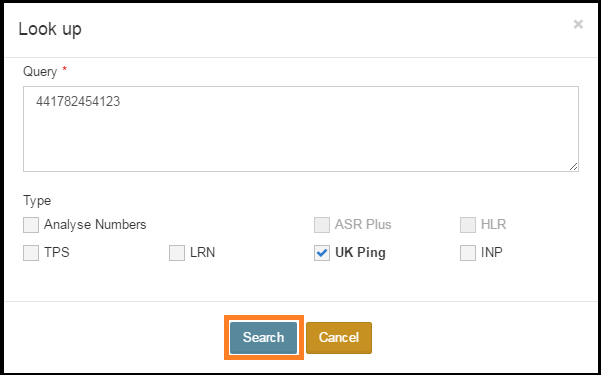 Look up ×
Query *
441782454123
Type
Analyse Numbers ASR Plus HLR
TPS LRN UK Ping INP
Search Cancel